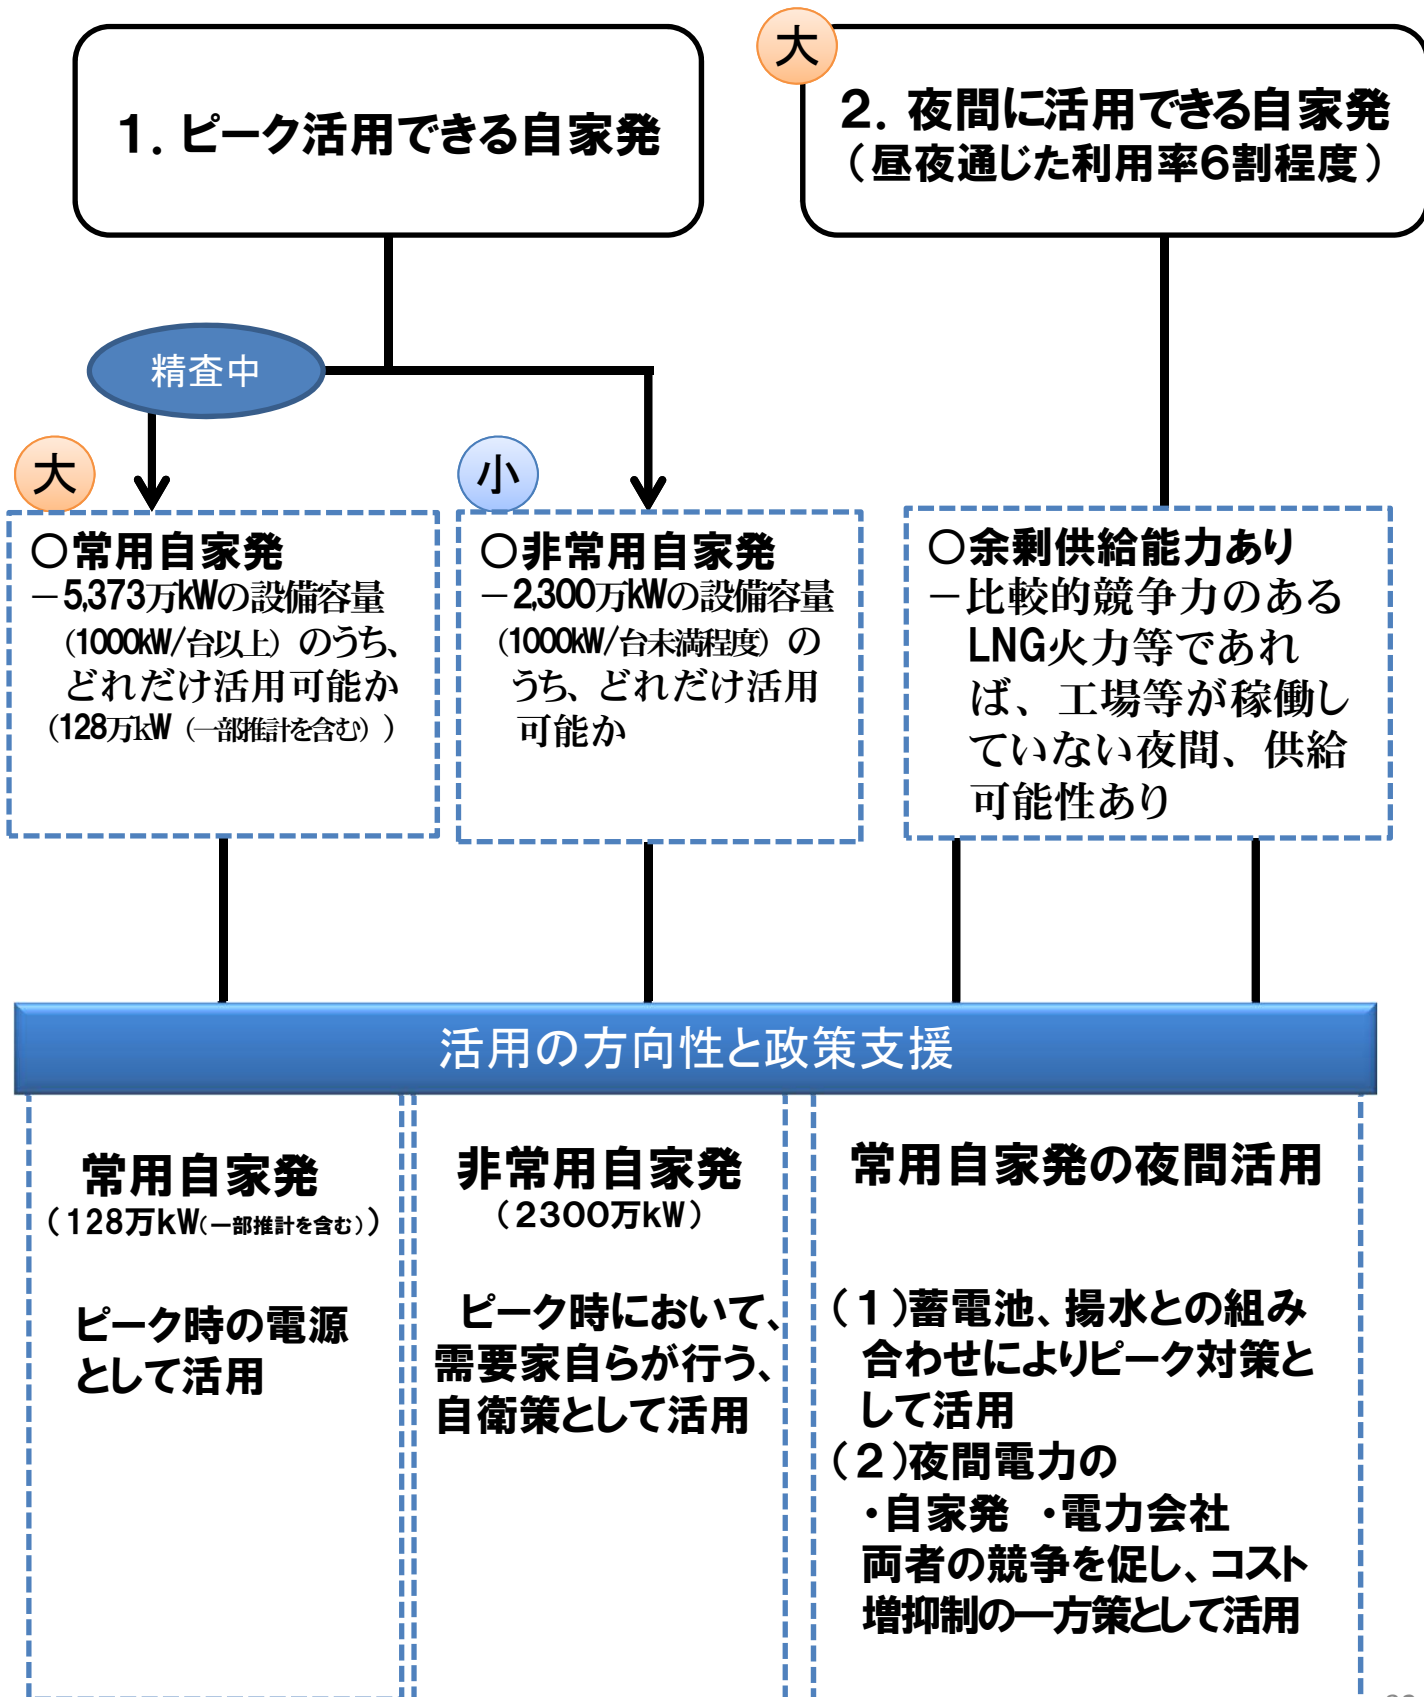 1．ピーク活用できる自家発
大
2．夜間に活用できる自家発
（昼夜通じた利用率6割程度）
精査中
大
○常用自家発
－5,373万kWの設備容量
（1000kW/台以上）のうち、
どれだけ活用可能か
（128万kW（一部推計を含む））
小
○非常用自家発
－2,300万kWの設備容量
（1000kW/台未満程度）の
うち、どれだけ活用
可能か
○余剰供給能力あり
－比較的競争力のある
LNG火力等であれ
ば、工場等が稼働し
ていない夜間、供給
可能性あり
活用の方向性と政策支援
常用自家発
（128万kW（一部推計を含む））
ピーク時の電源
として活用
非常用自家発
（2300万kW）
ピーク時において、
需要家自らが行う、
自衛策として活用
常用自家発の夜間活用
（1）蓄電池、揚水との組み
合わせによりピーク対策と
して活用
（2）夜間電力の
・自家発　・電力会社
両者の競争を促し、コスト
増抑制の一方策として活用